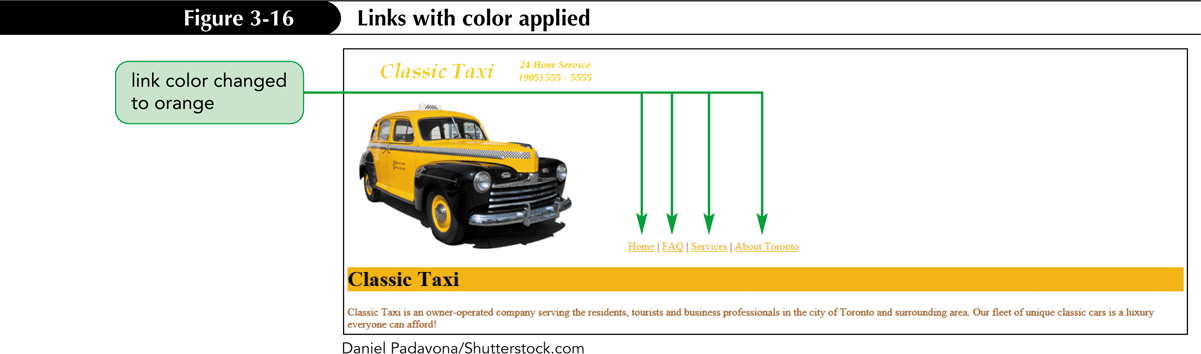 Figure 3-16 Links with color applied
link color changed
to orange
Classic Taxi
24 Hour Service
(905) 555 - 5555
Home | FAQ | Services | About Toronto
Classic Taxi
Classic Taxi is an owner-operated company serving the residents, tourists and business professionals in the city of Toronto and surrounding area. Our fleet of unique classic cars is a luxury
everyone can afford!
Daniel Padavona/Shutterstock.com